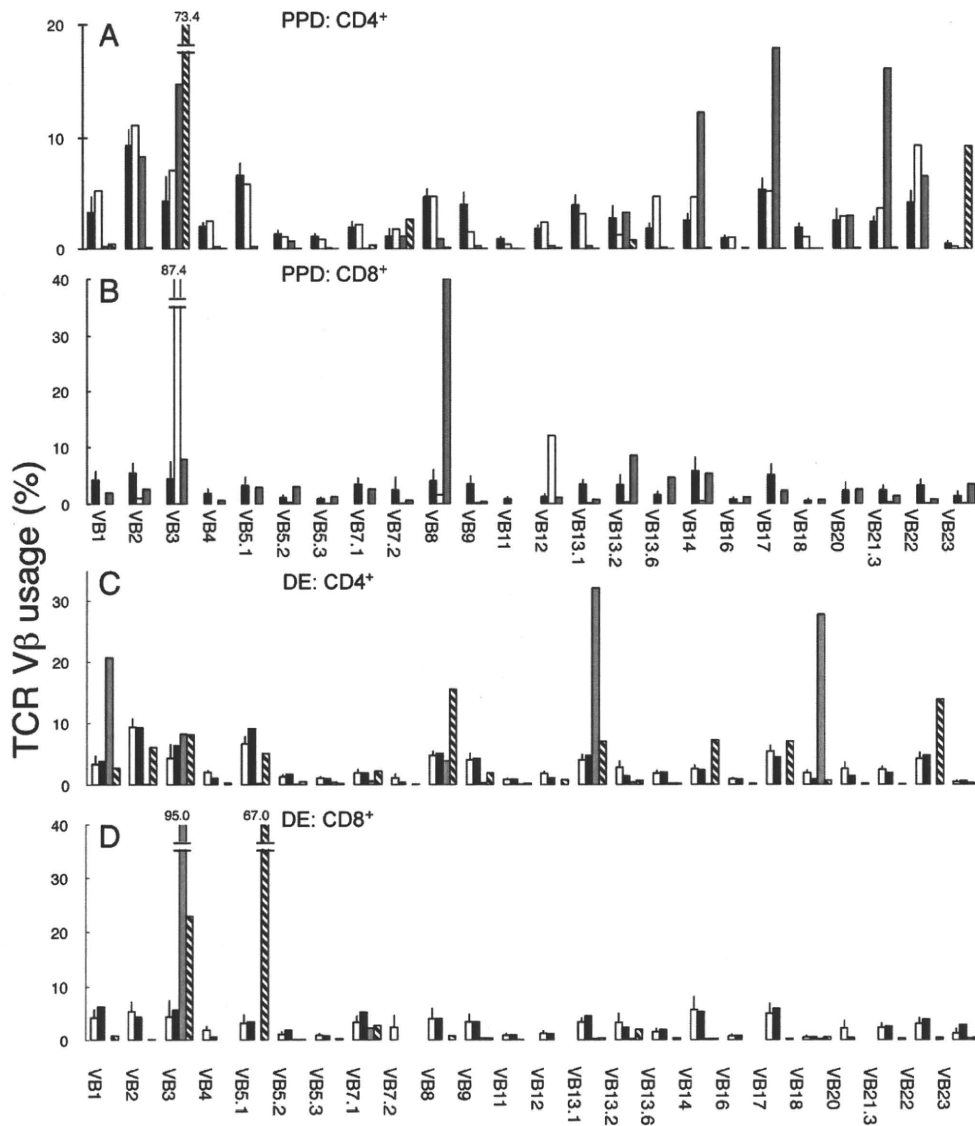 73.4
A
PPD: CD4+
20
10
0
87.4
B
PPD: CD8+
40
30
20
10
0
VB1 VB2 VB3 VB4 VB5.1 VB5.2 VB5.3 VB7.1 VB7.2 VB8 VB9 VB11 VB12 VB13.1 VB13.2 VB13.6 VB14 VB16 VB17 VB18 VB20 VB21.3 VB22 VB23
TCR Vβ usage (%)
C
DE: CD4+
30
20
10
0
95.0
67.0
D
DE: CD8+
40
30
20
10
0
VB1 VB2 VB3 VB4 VB5.1 VB5.2 VB5.3 VB7.1 VB7.2 VB8 VB9 VB11 VB12 VB13.1 VB13.2 VB13.6 VB14 VB16 VB17 VB18 VB20 VB21.3 VB22 VB23